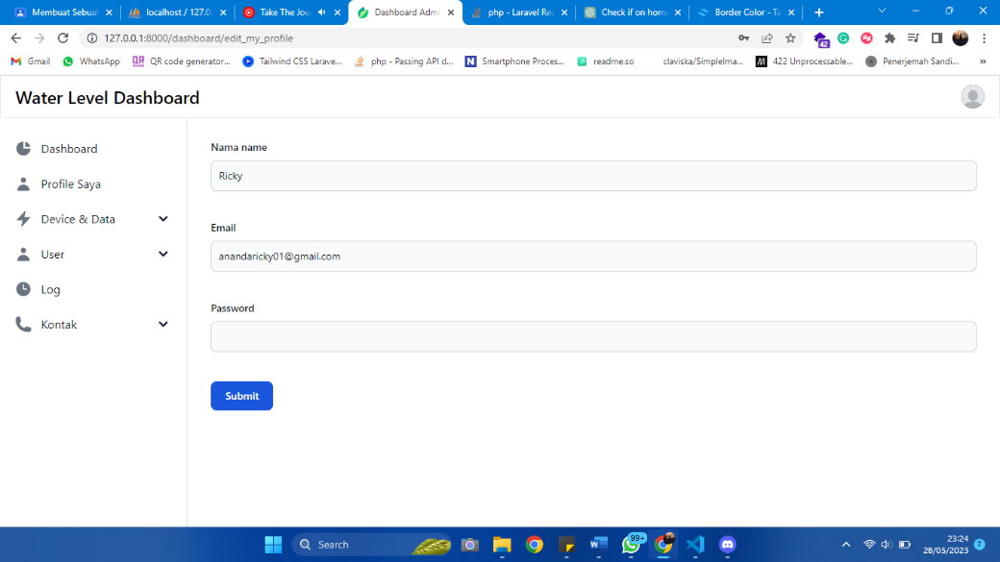 Membuat Sebual
localhost / 127.0.
Take The Jou
Dashboard Adm
php - Laravel Re
Check if on hom
Border Color - Ta
127.0.0.1:8000/dashboard/edit_my_profile
42
Gmail
WhatsApp
QR code generator...
Tailwind CSS Larave...
php - Passing API d...
Smartphone Proces...
readme.so
claviska/SimpleIma...
422 Unprocessable...
Penerjemah Sandi...
Water Level Dashboard
Dashboard
Profile Saya
Device & Data
User
Log
Kontak
Nama name
Ricky
Email
anandaricky01@gmail.com
Password
Submit
Search
99+
23:24
28/05/2023
7